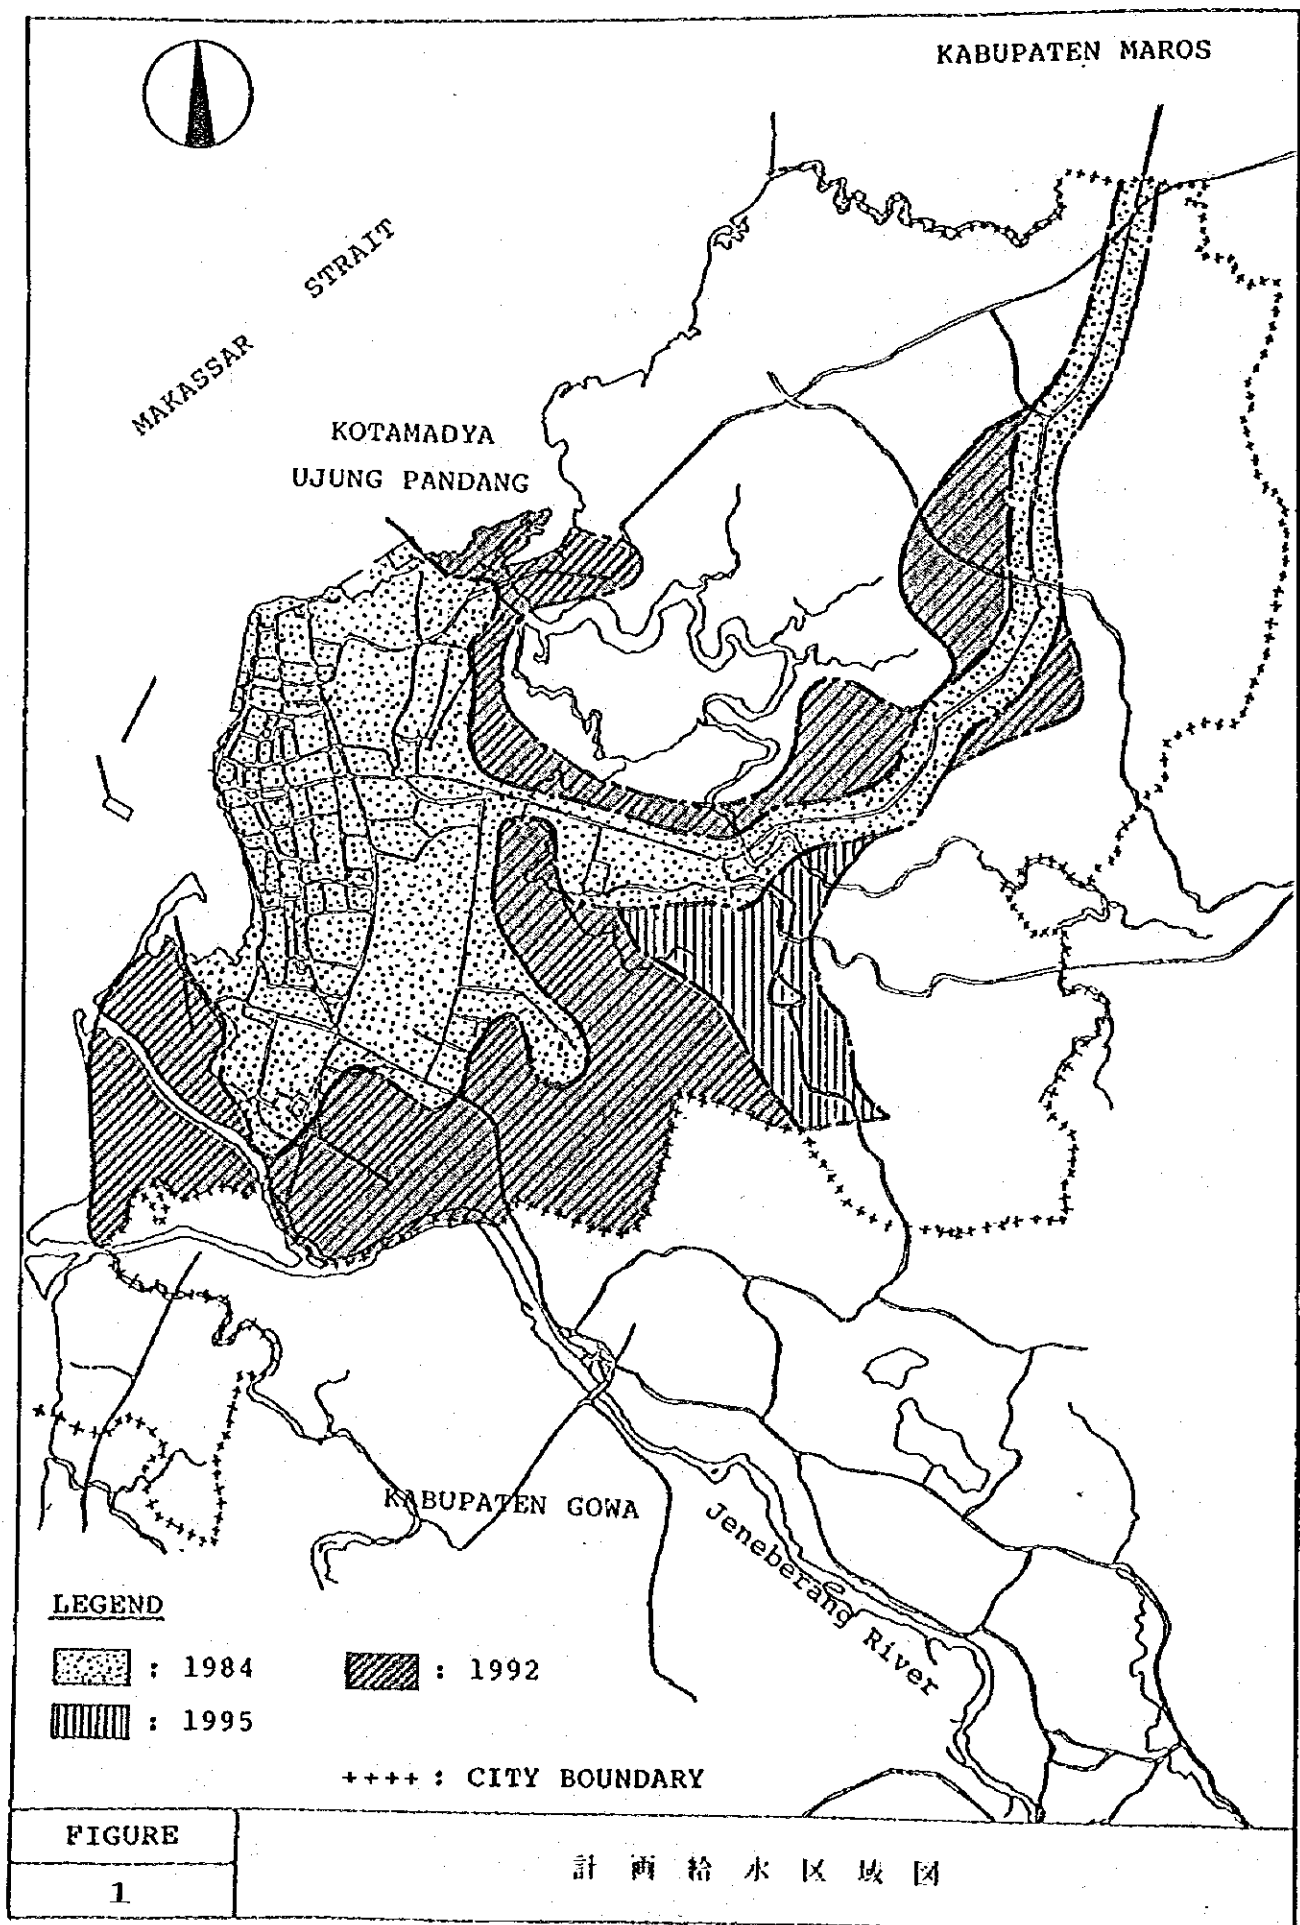 KABUPATEN MAROS
MAKASSAR STRAIT
KOTAMADYA
UJUNG PANDANG
KABUPATEN GOWA
Jeneberang River
LEGEND
: 1984
: 1992
: 1995
++++ : CITY BOUNDARY
FIGURE
1
計画給水区域図